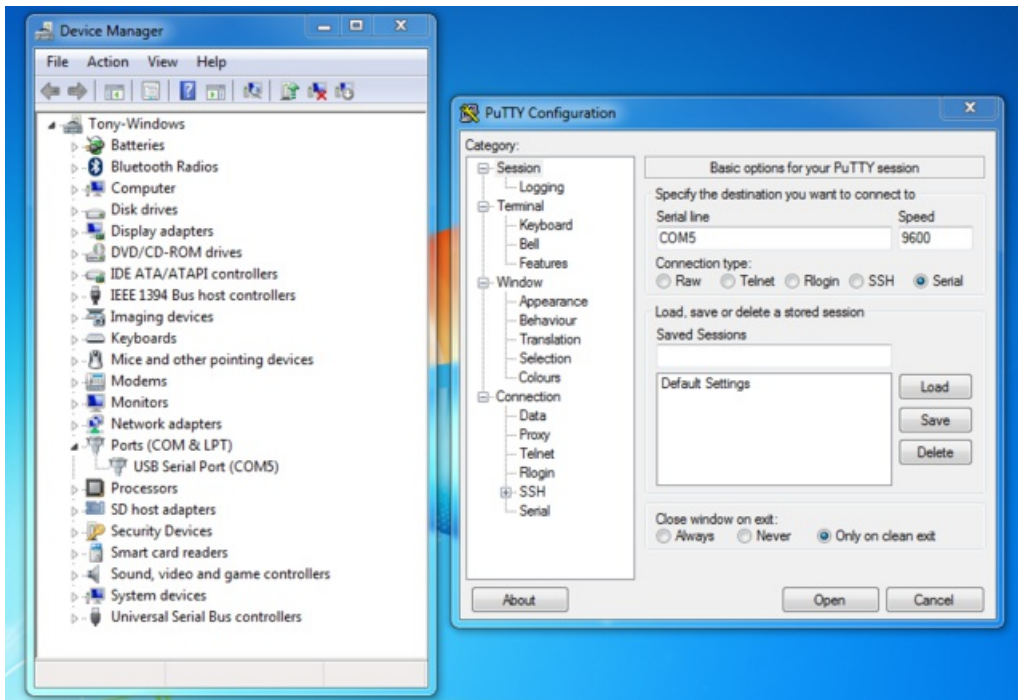 Device Manager
File Action View Help
Tony-Windows
Batteries
Bluetooth Radios
Computer
Disk drives
Display adapters
DVD/CD-ROM drives
IDE ATA/ATAPI controllers
IEEE 1394 Bus host controllers
Imaging devices
Keyboards
Mice and other pointing devices
Modems
Monitors
Network adapters
Ports (COM & LPT)
USB Serial Port (COM5)
Processors
SD host adapters
Security Devices
Smart card readers
Sound, video and game controllers
System devices
Universal Serial Bus controllers
PuTTY Configuration
Category:
Session
Logging
Terminal
Keyboard
Bell
Features
Window
Appearance
Behaviour
Translation
Selection
Colours
Connection
Data
Proxy
Telnet
Rlogin
SSH
Serial
Basic options for your PuTTY session
Specify the destination you want to connect to
Serial line Speed
COM5 9600
Connection type:
Raw Telnet Rlogin SSH Serial
Load, save or delete a stored session
Saved Sessions
Default Settings
Load
Save
Delete
Close window on exit:
Always Never Only on clean exit
About Open Cancel